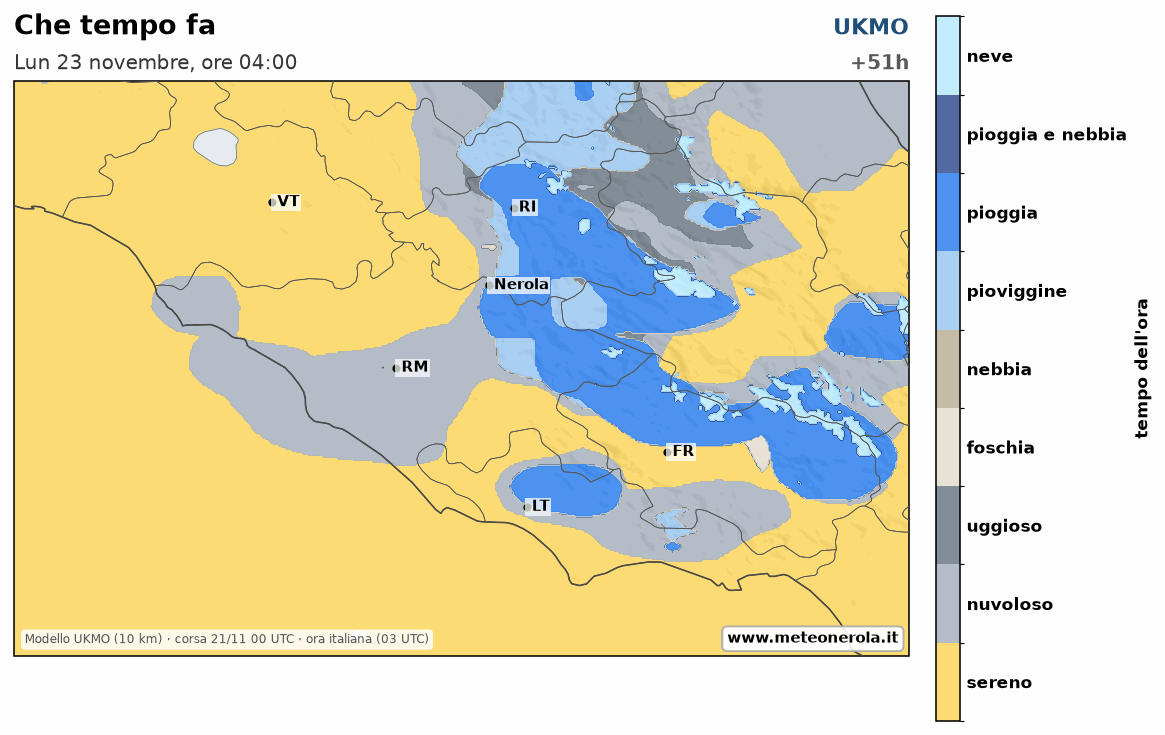 Che tempo fa
UKMO
Lun 23 novembre, ore 04:00
+51h
VT
RI
Nerola
RM
FR
LT
Modello UKMO (10 km) · corsa 21/11 00 UTC · ora italiana (03 UTC)
www.meteonerola.it
neve
pioggia e nebbia
pioggia
pioviggine
nebbia
foschia
uggioso
nuvoloso
sereno
tempo dell'ora